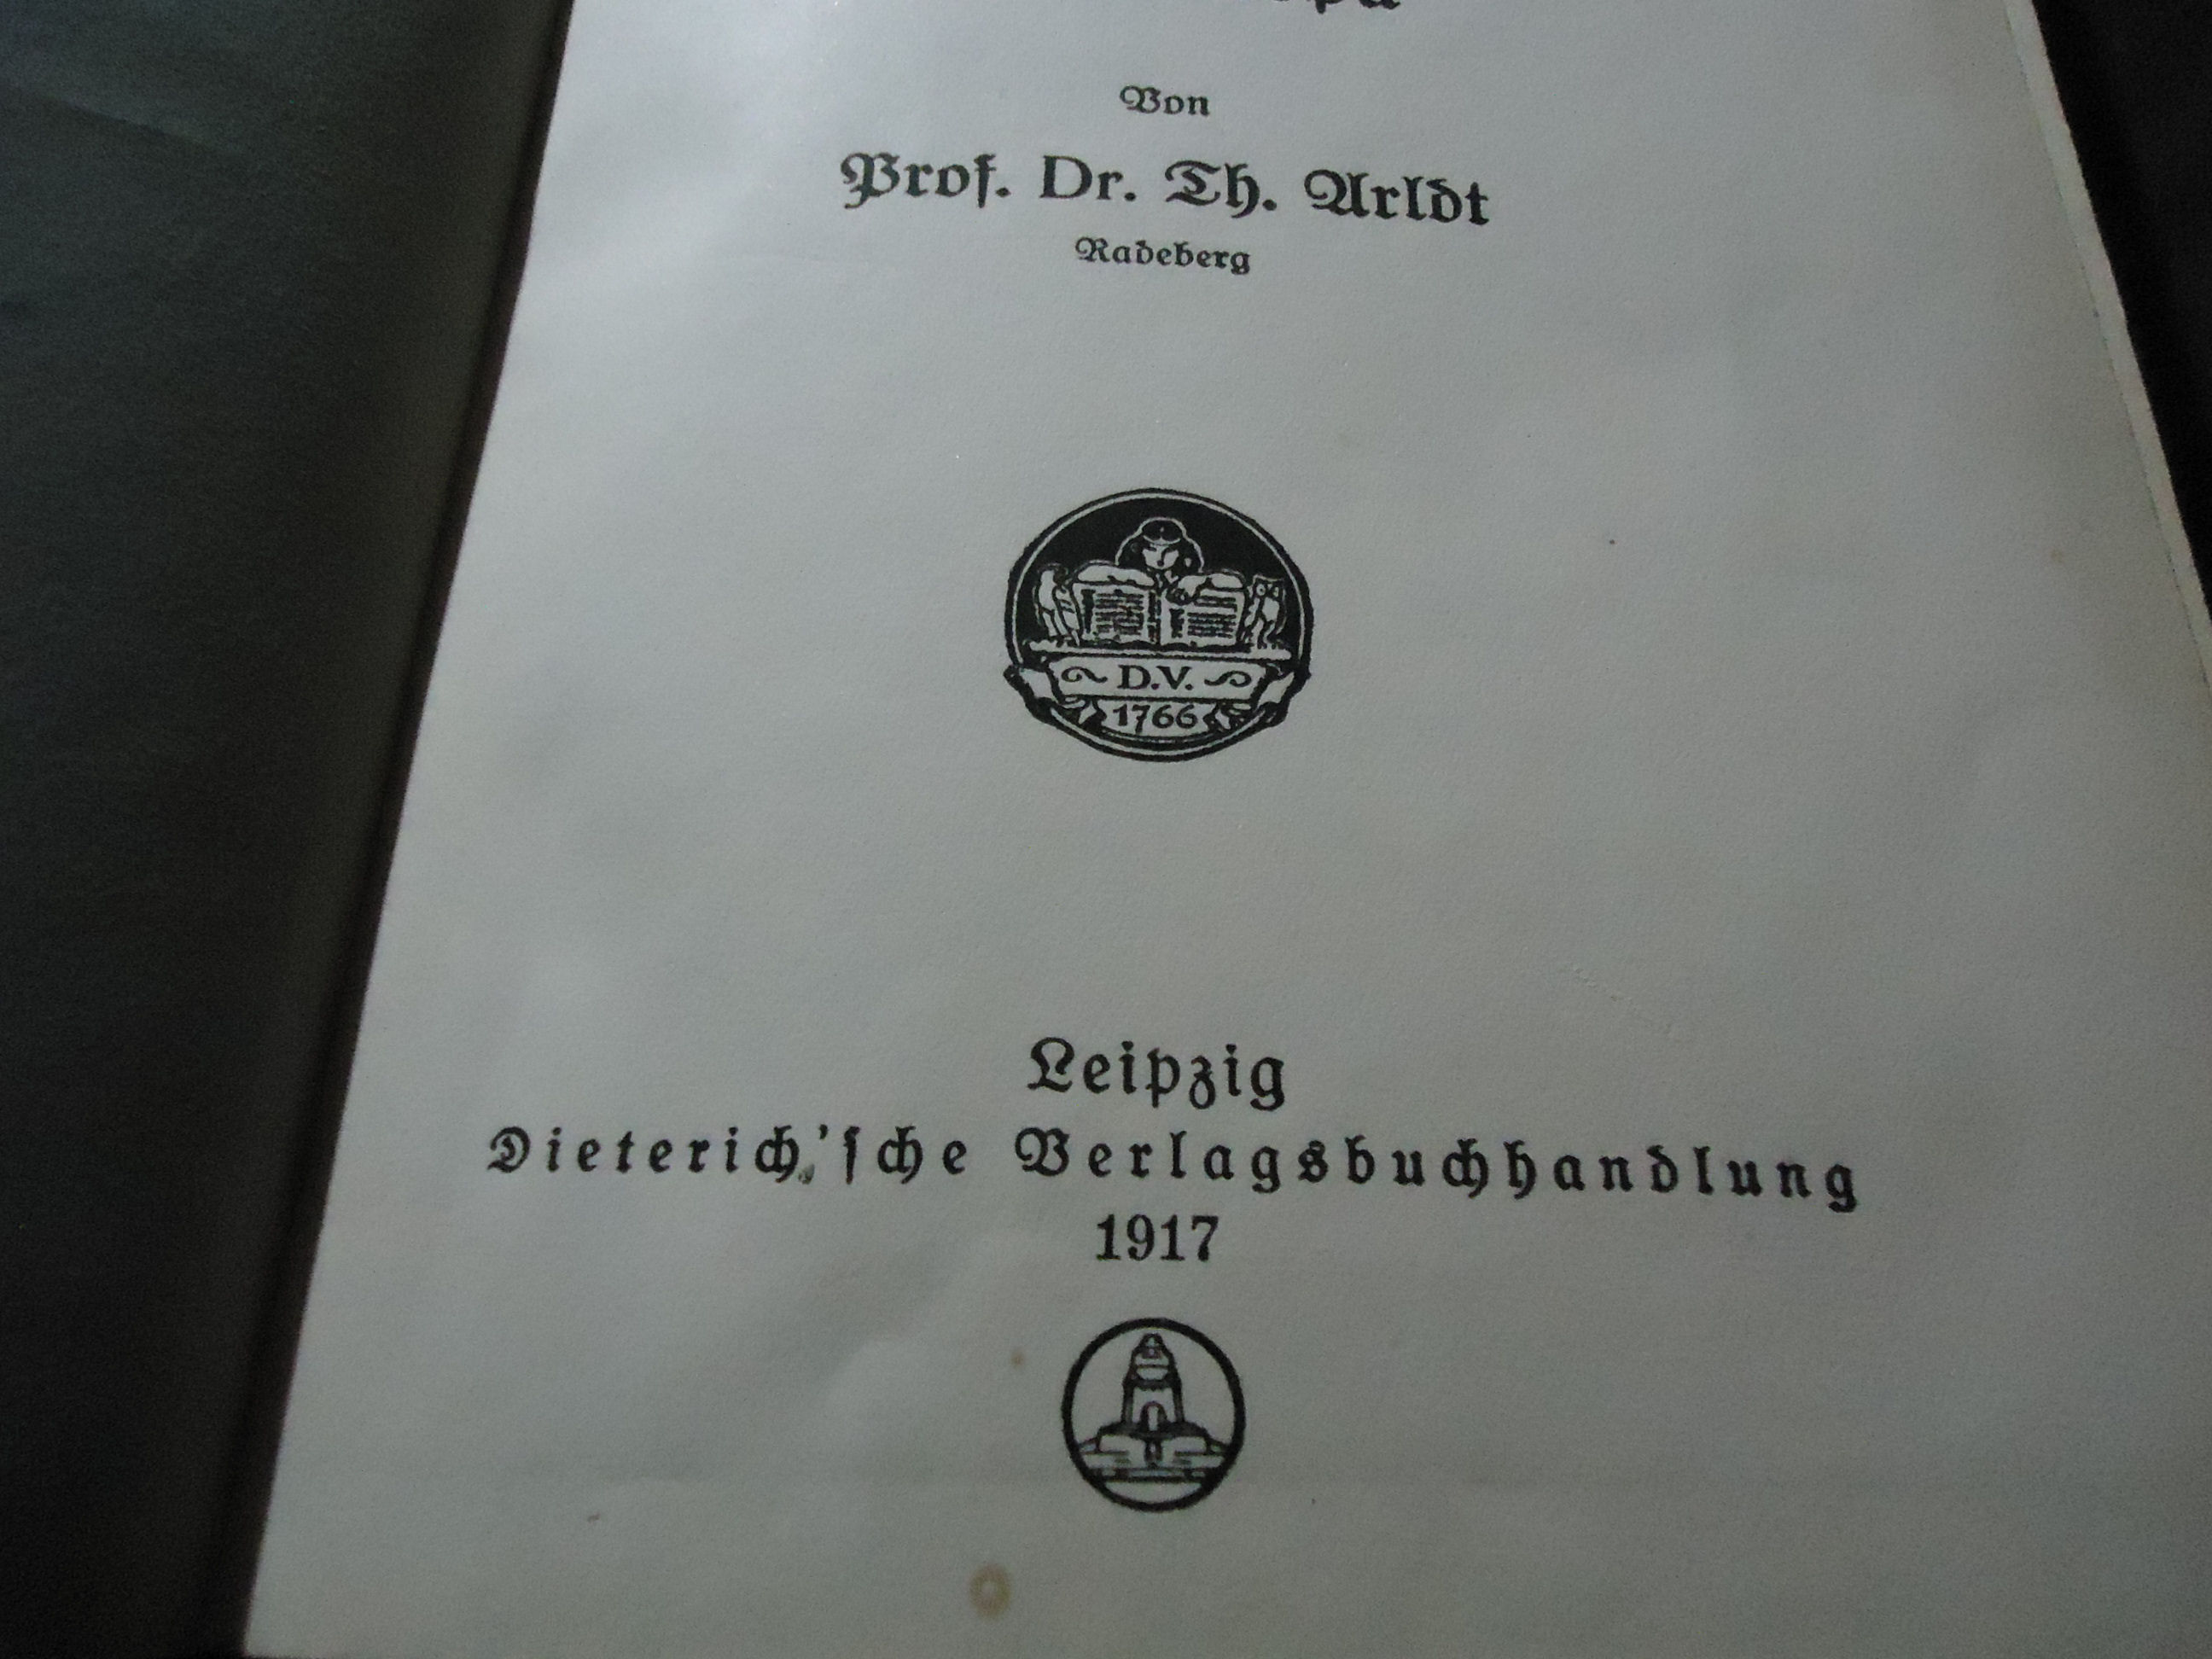 Von
Prof. Dr. Th. Arldt
Radeberg
D.V.
1766
Leipzig
Dieterich'sche Verlagsbuchhandlung
1917